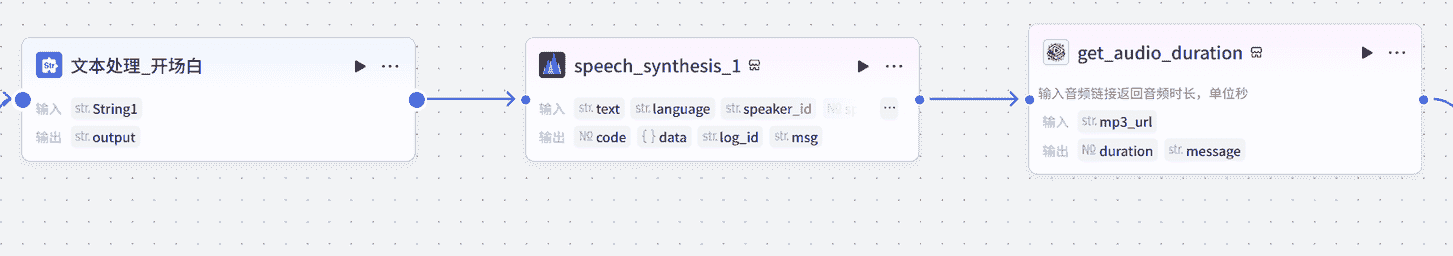 文本处理_开场白
输入 str. String1
输出 str. output
speech_synthesis_1
输入 str. text str. language str. speaker_id №
输出 № code { } data str. log_id str. msg
get_audio_duration
输入音频链接返回音频时长，单位秒
输入 str. mp3_url
输出 № duration str. message